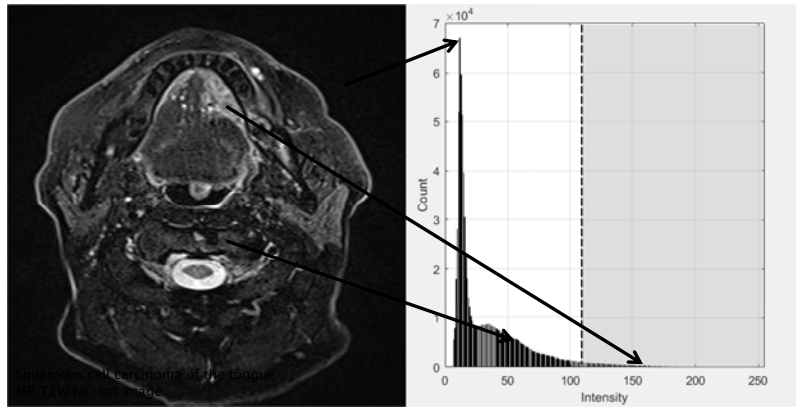 ×10⁴
7
6
5
4
3
2
1
0
Count
0 50 100 150 200 250
Intensity
Squamous cell carcinoma of the tongue
MR T2W fat-sat image